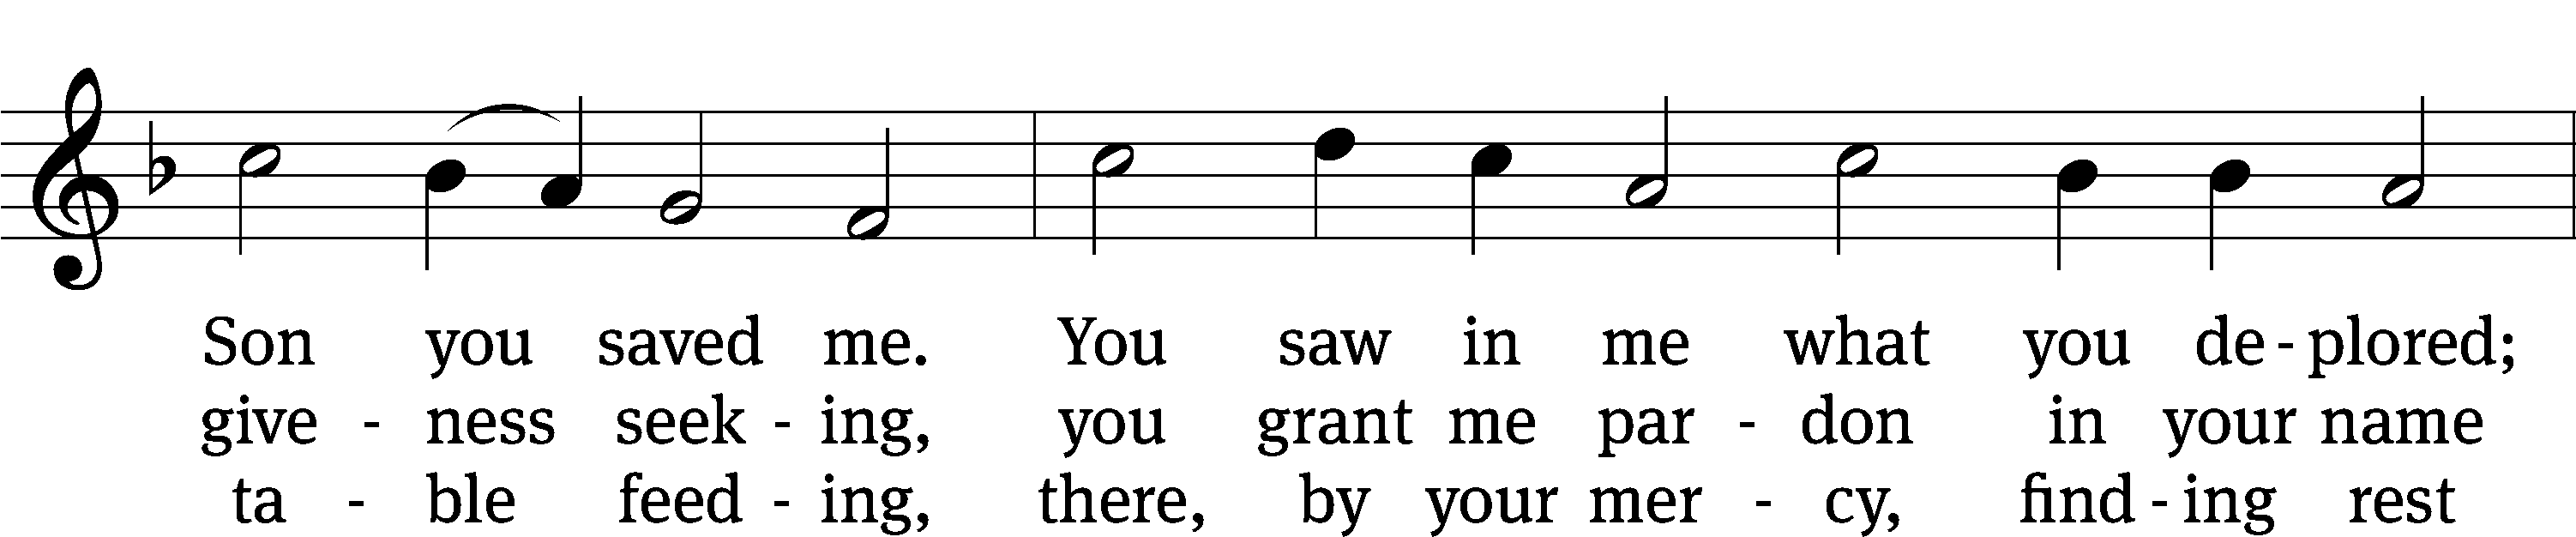 Son you saved me. You saw in me what you de - plored;
give - ness seek - ing, you grant me par - don in your name
ta - ble feed - ing, there, by your mer - cy, find - ing rest